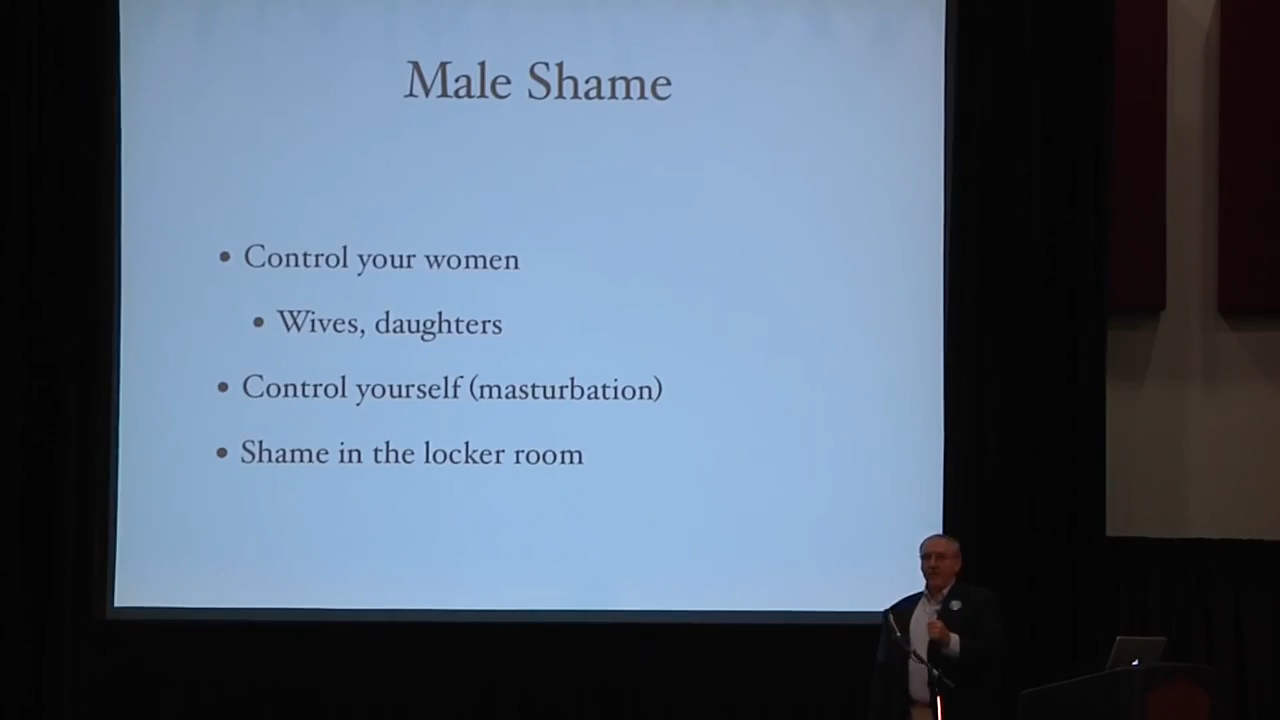 Male Shame
• Control your women
• Wives, daughters
• Control yourself (masturbation)
• Shame in the locker room